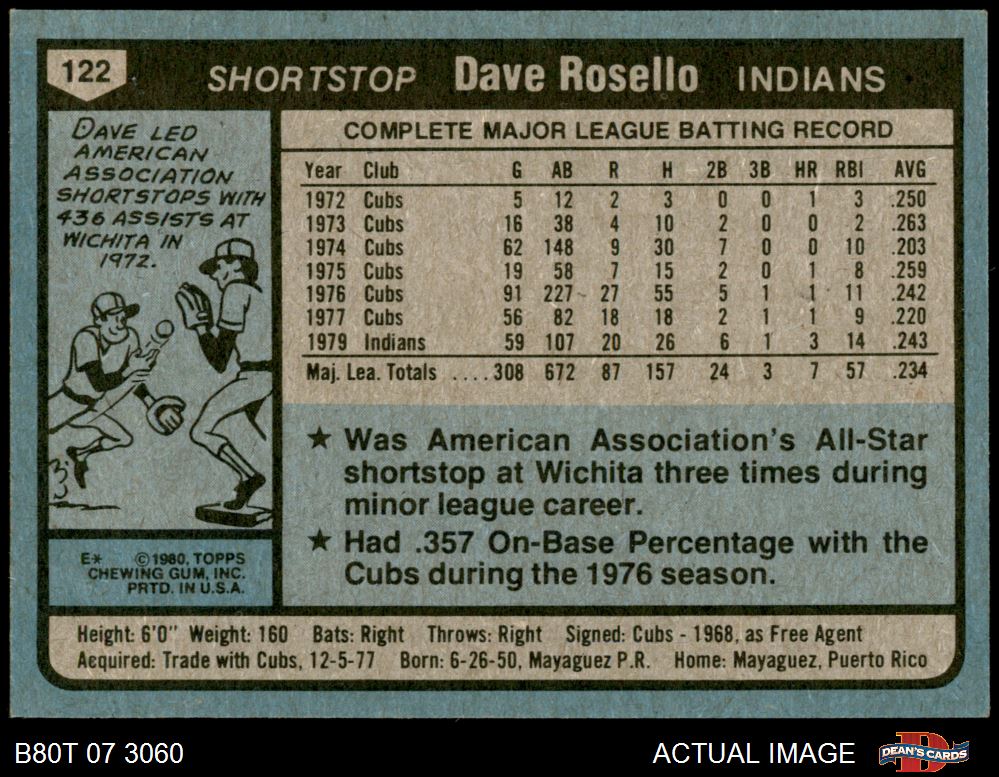 122 SHORTSTOP Dave Rosello INDIANS
DAVE LED
AMERICAN
ASSOCIATION
SHORTSTOPS WITH
436 ASSISTS AT
WICHITA IN
1972.
COMPLETE MAJOR LEAGUE BATTING RECORD
Year Club G AB R H 2B 3B HR RBI AVG
1972 Cubs 5 12 2 3 0 0 1 3 .250
1973 Cubs 16 38 4 10 2 0 0 2 .263
1974 Cubs 62 148 9 30 7 0 0 10 .203
1975 Cubs 19 58 7 15 2 0 1 8 .259
1976 Cubs 91 227 27 55 5 1 1 11 .242
1977 Cubs 56 82 18 18 2 1 1 9 .220
1979 Indians 59 107 20 26 6 1 3 14 .243
Maj. Lea. Totals ....308 672 87 157 24 3 7 57 .234
★ Was American Association's All-Star
shortstop at Wichita three times during
minor league career.
★ Had .357 On-Base Percentage with the
Cubs during the 1976 season.
E* ©1980, TOPPS
CHEWING GUM, INC.
PRTD. IN U.S.A.
Height: 6'0" Weight: 160 Bats: Right Throws: Right Signed: Cubs - 1968, as Free Agent
Acquired: Trade with Cubs, 12-5-77 Born: 6-26-50, Mayaguez P.R. Home: Mayaguez, Puerto Rico
B80T 07 3060 ACTUAL IMAGE DEAN'S CARDS